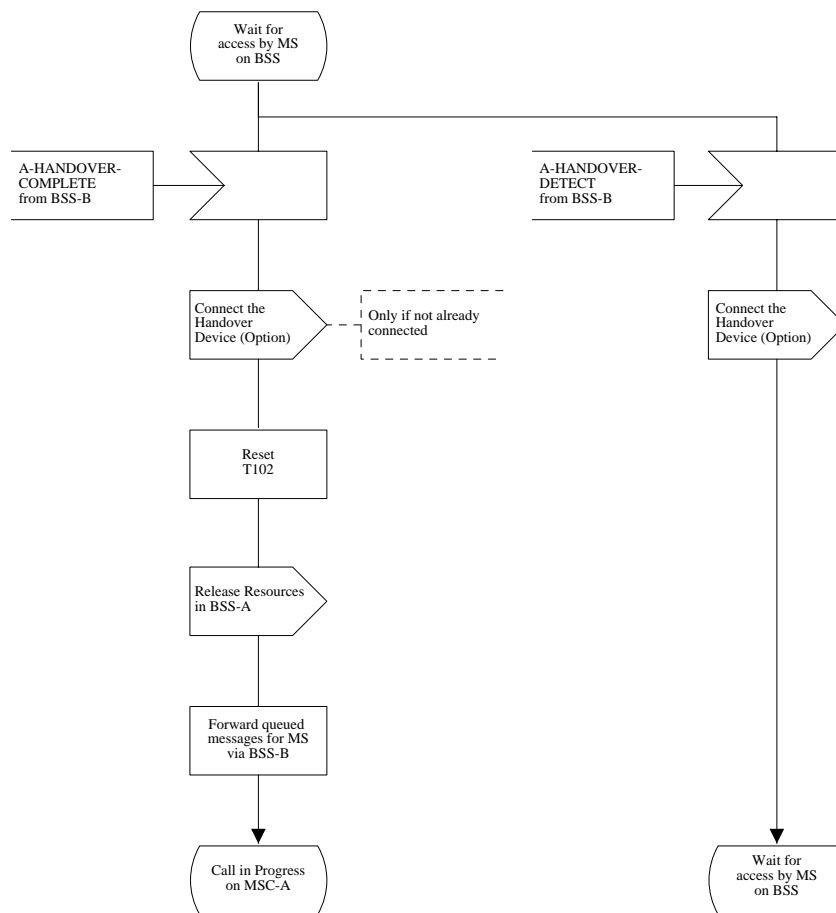 Wait for
access by MS
on BSS
A-HANDOVER-
COMPLETE
from BSS-B
A-HANDOVER-
DETECT
from BSS-B
Connect the
Handover
Device (Option)
Only if not already
connected
Connect the
Handover
Device (Option)
Reset
T102
Release Resources
in BSS-A
Forward queued
messages for MS
via BSS-B
Call in Progress
on MSC-A
Wait for
access by MS
on BSS